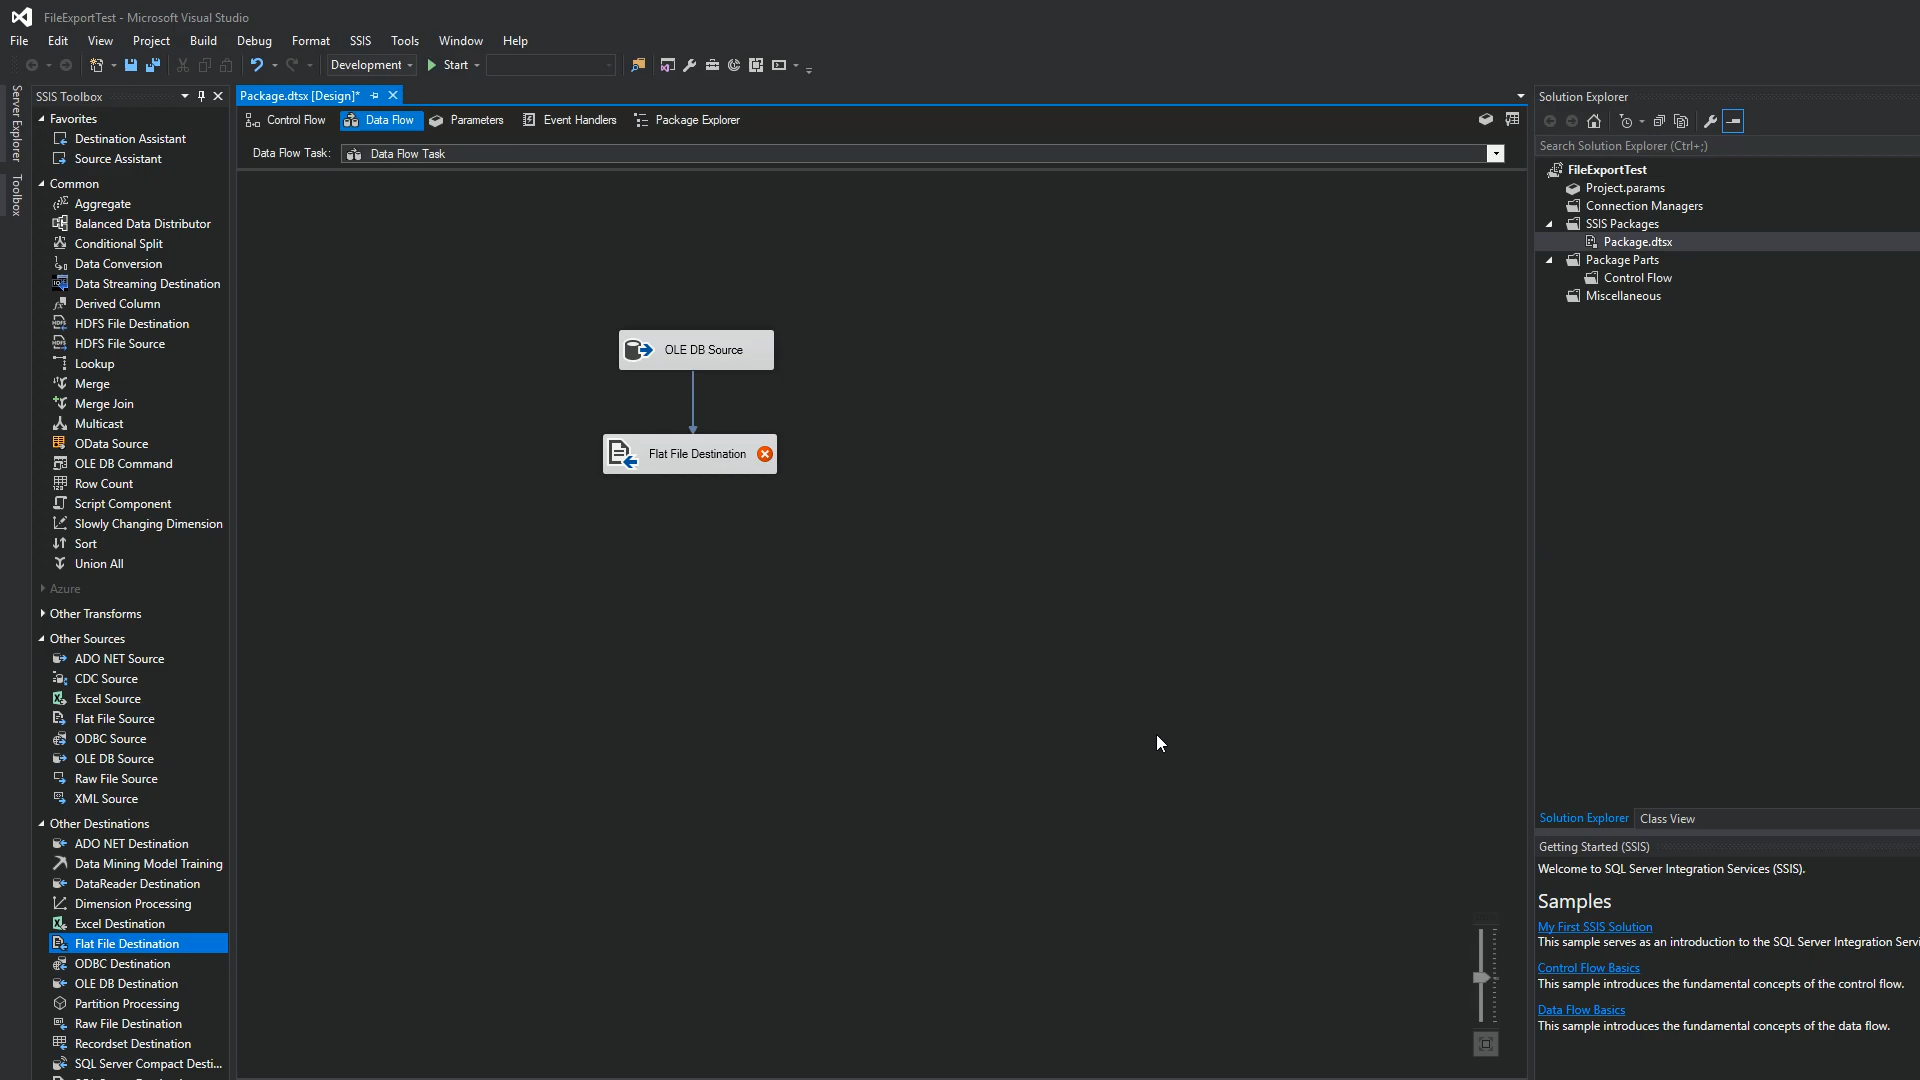 FileExportTest - Microsoft Visual Studio
File Edit View Project Build Debug Format SSIS Tools Window Help
Development Start
Server Explorer
Toolbox
SSIS Toolbox
Favorites
Destination Assistant
Source Assistant
Common
Aggregate
Balanced Data Distributor
Conditional Split
Data Conversion
Data Streaming Destination
Derived Column
HDFS File Destination
HDFS File Source
Lookup
Merge
Merge Join
Multicast
OData Source
OLE DB Command
Row Count
Script Component
Slowly Changing Dimension
Sort
Union All
Azure
Other Transforms
Other Sources
ADO NET Source
CDC Source
Excel Source
Flat File Source
ODBC Source
OLE DB Source
Raw File Source
XML Source
Other Destinations
ADO NET Destination
Data Mining Model Training
DataReader Destination
Dimension Processing
Excel Destination
Flat File Destination
ODBC Destination
OLE DB Destination
Partition Processing
Raw File Destination
Recordset Destination
SQL Server Compact Desti...
Package.dtsx [Design]*
Control Flow Data Flow Parameters Event Handlers Package Explorer
Data Flow Task: Data Flow Task
OLE DB Source
Flat File Destination
Solution Explorer
Search Solution Explorer (Ctrl+;)
FileExportTest
Project.params
Connection Managers
SSIS Packages
Package.dtsx
Package Parts
Control Flow
Miscellaneous
Solution Explorer Class View
Getting Started (SSIS)
Welcome to SQL Server Integration Services (SSIS).
Samples
My First SSIS Solution
This sample serves as an introduction to the SQL Server Integration Servi
Control Flow Basics
This sample introduces the fundamental concepts of the control flow.
Data Flow Basics
This sample introduces the fundamental concepts of the data flow.